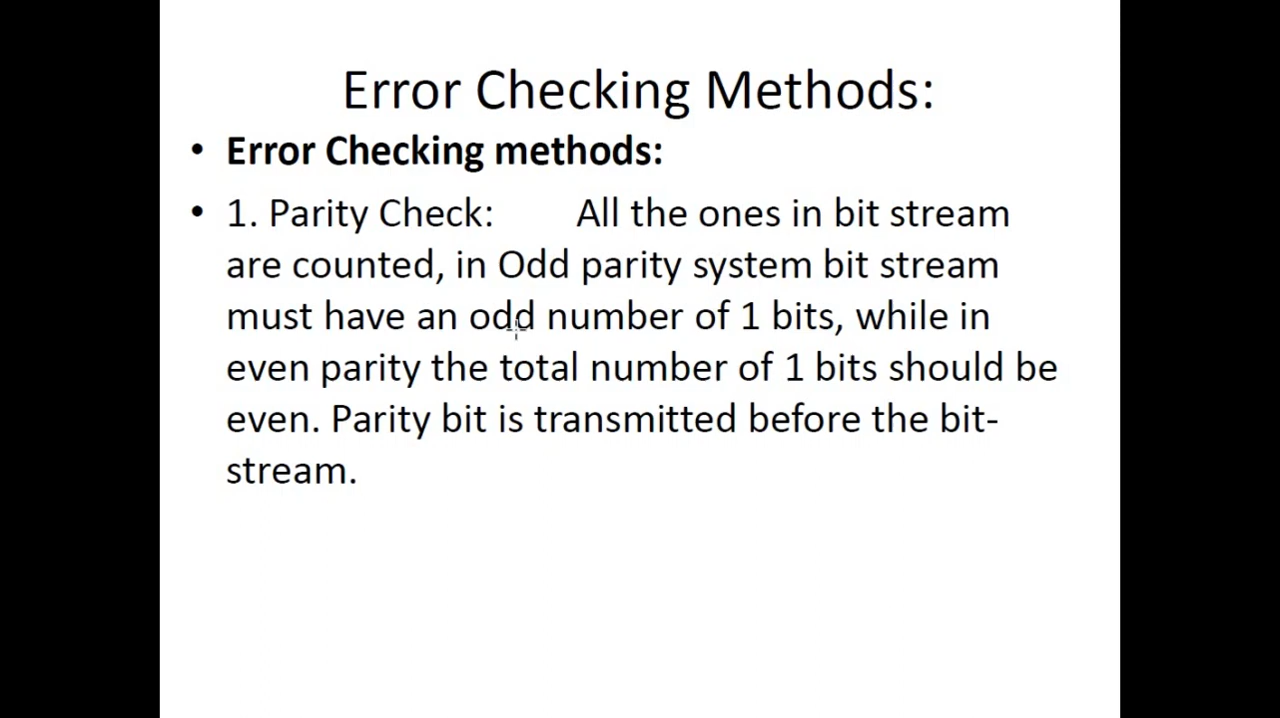 Error Checking Methods:
• Error Checking methods:
• 1. Parity Check: All the ones in bit stream
are counted, in Odd parity system bit stream
must have an odd number of 1 bits, while in
even parity the total number of 1 bits should be
even. Parity bit is transmitted before the bit-
stream.